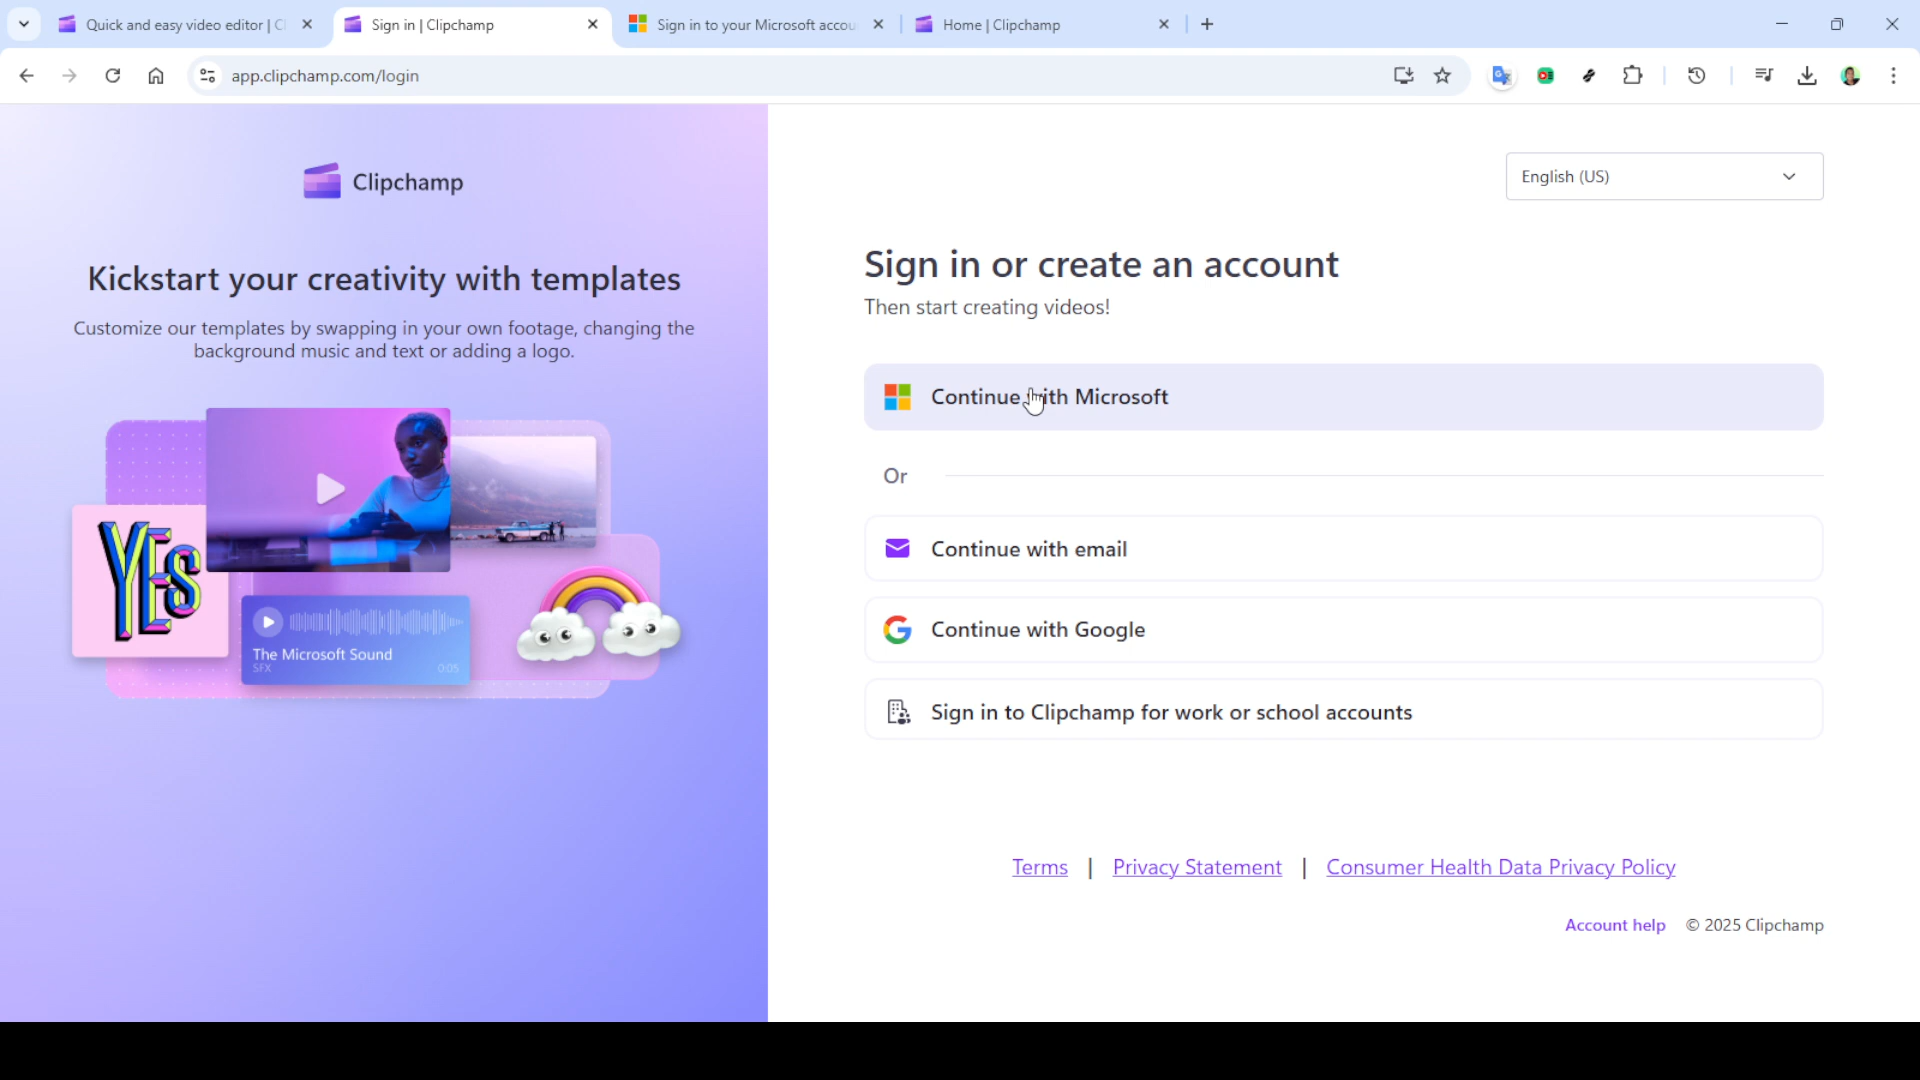 Quick and easy video editor | Cl
Sign in | Clipchamp
Sign in to your Microsoft accou
Home | Clipchamp
app.clipchamp.com/login
Clipchamp
Kickstart your creativity with templates
Customize our templates by swapping in your own footage, changing the
background music and text or adding a logo.
YES
The Microsoft Sound
SFX
0:05
English (US)
Sign in or create an account
Then start creating videos!
Continue with Microsoft
Or
Continue with email
Continue with Google
Sign in to Clipchamp for work or school accounts
Terms | Privacy Statement | Consumer Health Data Privacy Policy
Account help © 2025 Clipchamp